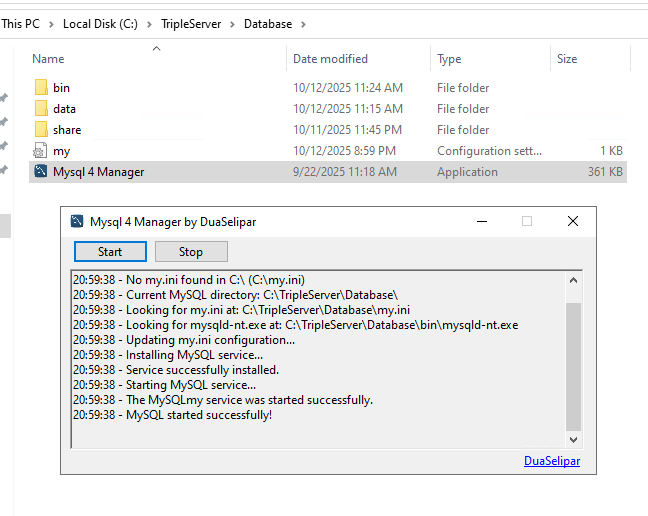 This PC > Local Disk (C:) > TripleServer > Database >
Name Date modified Type Size
bin 10/12/2025 11:24 AM File folder
data 10/12/2025 11:15 AM File folder
share 10/11/2025 11:45 PM File folder
my 10/12/2025 8:59 PM Configuration sett... 1 KB
Mysql 4 Manager 9/22/2025 11:18 AM Application 361 KB
Mysql 4 Manager by DuaSelipar
Start Stop
20:59:38 - No my.ini found in C:\ (C:\my.ini)
20:59:38 - Current MySQL directory: C:\TripleServer\Database\
20:59:38 - Looking for my.ini at: C:\TripleServer\Database\my.ini
20:59:38 - Looking for mysqld-nt.exe at: C:\TripleServer\Database\bin\mysqld-nt.exe
20:59:38 - Updating my.ini configuration...
20:59:38 - Installing MySQL service...
20:59:38 - Service successfully installed.
20:59:38 - Starting MySQL service...
20:59:38 - The MySQLmy service was started successfully.
20:59:38 - MySQL started successfully!
DuaSelipar